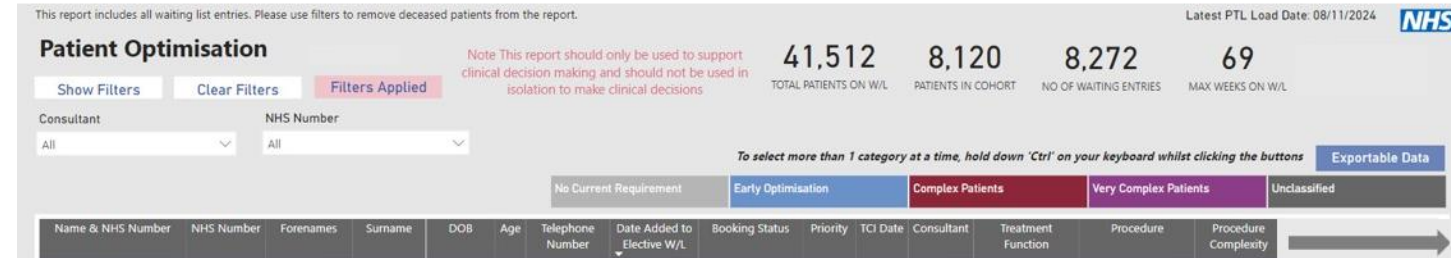 This report includes all waiting list entries. Please use filters to remove deceased patients from the report.
Latest PTL Load Date: 08/11/2024
NHS
Patient Optimisation
Note This report should only be used to support
clinical decision making and should not be used in
isolation to make clinical decisions
41,512
TOTAL PATIENTS ON W/L
8,120
PATIENTS IN COHORT
8,272
NO OF WAITING ENTRIES
69
MAX WEEKS ON W/L
Show Filters
Clear Filters
Filters Applied
Consultant
NHS Number
All
All
To select more than 1 category at a time, hold down 'Ctrl' on your keyboard whilst clicking the buttons
Exportable Data
No Current Requirement
Early Optimisation
Complex Patients
Very Complex Patients
Unclassified
Name & NHS Number
NHS Number
Forenames
Surname
DOB
Age
Telephone
Number
Date Added to
Elective W/L
Booking Status
Priority
TCI Date
Consultant
Treatment
Function
Procedure
Procedure
Complexity